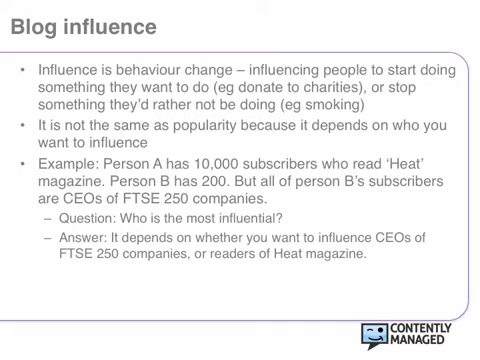 Blog influence
• Influence is behaviour change – influencing people to start doing
something they want to do (eg donate to charities), or stop
something they’d rather not be doing (eg smoking)
• It is not the same as popularity because it depends on who you
want to influence
• Example: Person A has 10,000 subscribers who read ‘Heat’
magazine. Person B has 200. But all of person B’s subscribers
are CEOs of FTSE 250 companies.
– Question: Who is the most influential?
– Answer: It depends on whether you want to influence CEOs of
FTSE 250 companies, or readers of Heat magazine.
CONTENTLY
MANAGED